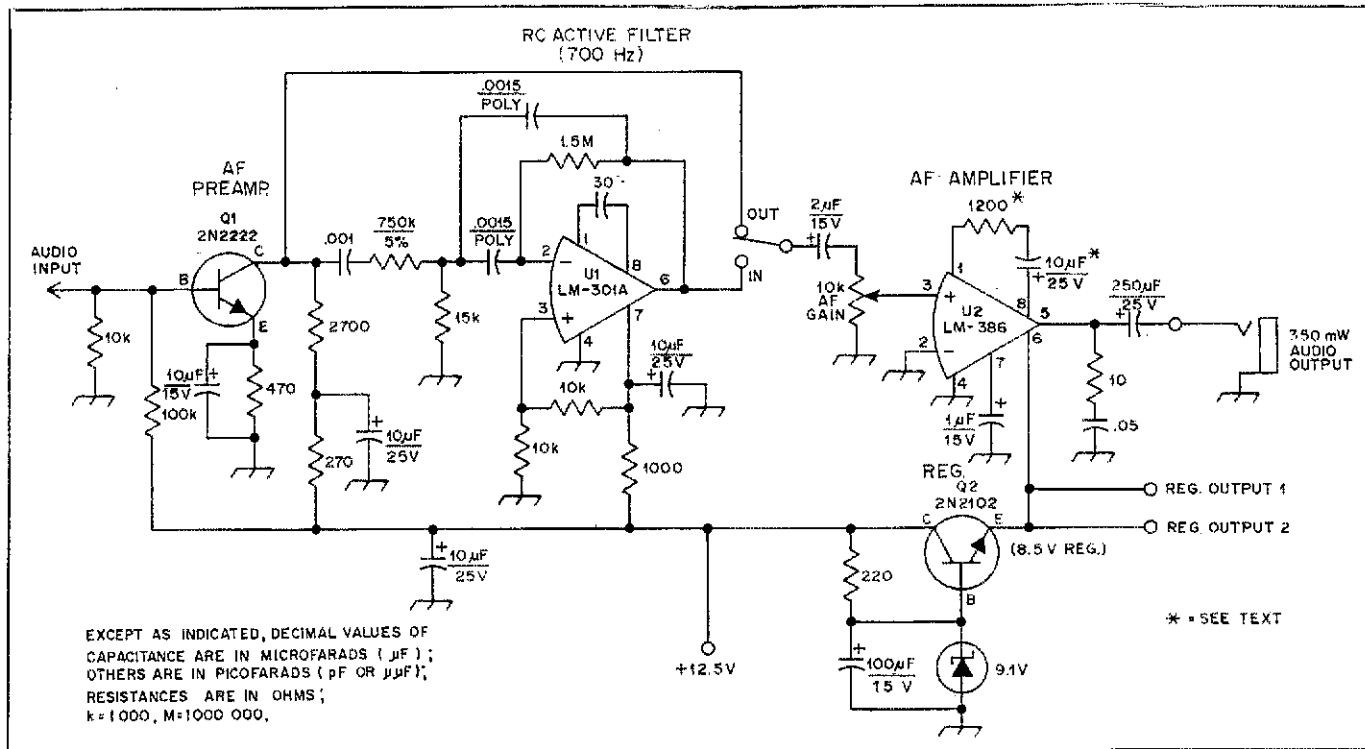 RC ACTIVE FILTER
(700 Hz)
.0015
POLY
1.5M
30
AF
PREAMP.
Q1
2N2222
C
B
E
AUDIO
INPUT
.001
750k
5%
.0015
POLY
2
1
8
U1
LM-301A
6
3
7
4
OUT
IN
2µF
15V
AF AMPLIFIER
1200*
10µF*
25V
10k
AF
GAIN
3
1
8
U2
LM-386
5
6
2
7
4
250µF
25V
350 mW
AUDIO
OUTPUT
10k
10µF
15V
470
100k
2700
270
10µF
25V
15k
10k
10k
10µF
25V
1000
1µF
15V
10
.05
REG.
Q2
2N2102
C
E
B
(8.5V REG.)
REG. OUTPUT 1
REG. OUTPUT 2
10µF
25V
220
+12.5V
100µF
15 V
9.1V
* = SEE TEXT
EXCEPT AS INDICATED, DECIMAL VALUES OF
CAPACITANCE ARE IN MICROFARADS ( µF ) ;
OTHERS ARE IN PICOFARADS ( pF OR µµF);
RESISTANCES ARE IN OHMS ;
k=1000, M=1000 000,